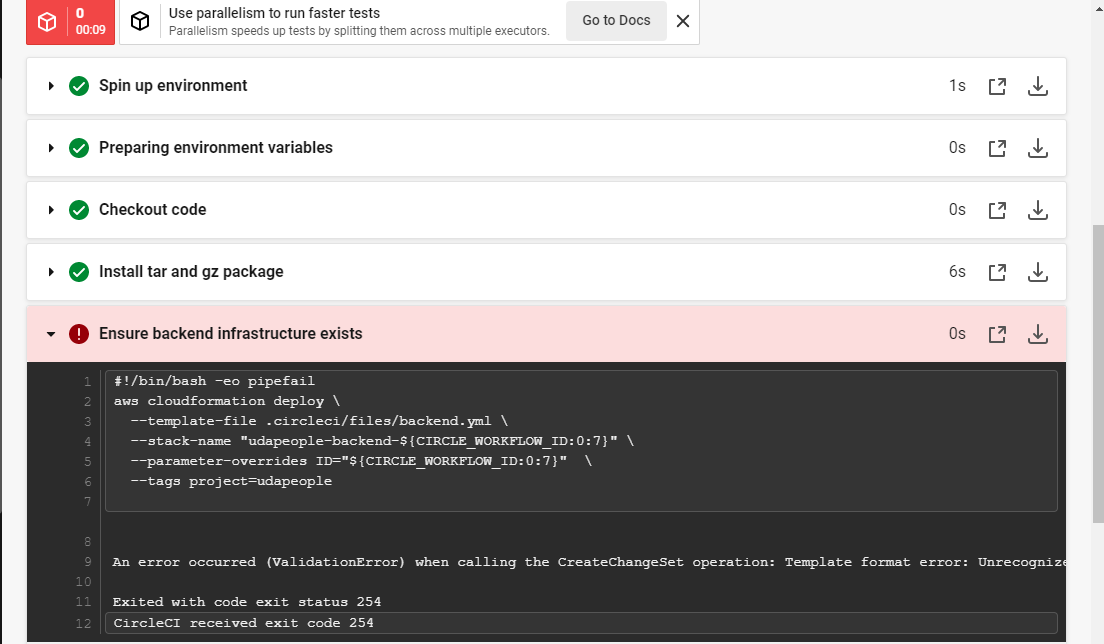 0
00:09
Use parallelism to run faster tests
Parallelism speeds up tests by splitting them across multiple executors.
Go to Docs
Spin up environment 1s
Preparing environment variables 0s
Checkout code 0s
Install tar and gz package 6s
Ensure backend infrastructure exists 0s
1 #!/bin/bash -eo pipefail
2 aws cloudformation deploy \
3 --template-file .circleci/files/backend.yml \
4 --stack-name "udapeople-backend-${CIRCLE_WORKFLOW_ID:0:7}" \
5 --parameter-overrides ID="${CIRCLE_WORKFLOW_ID:0:7}" \
6 --tags project=udapeople
7
8
9 An error occurred (ValidationError) when calling the CreateChangeSet operation: Template format error: Unrecognize
10
11 Exited with code exit status 254
12 CircleCI received exit code 254